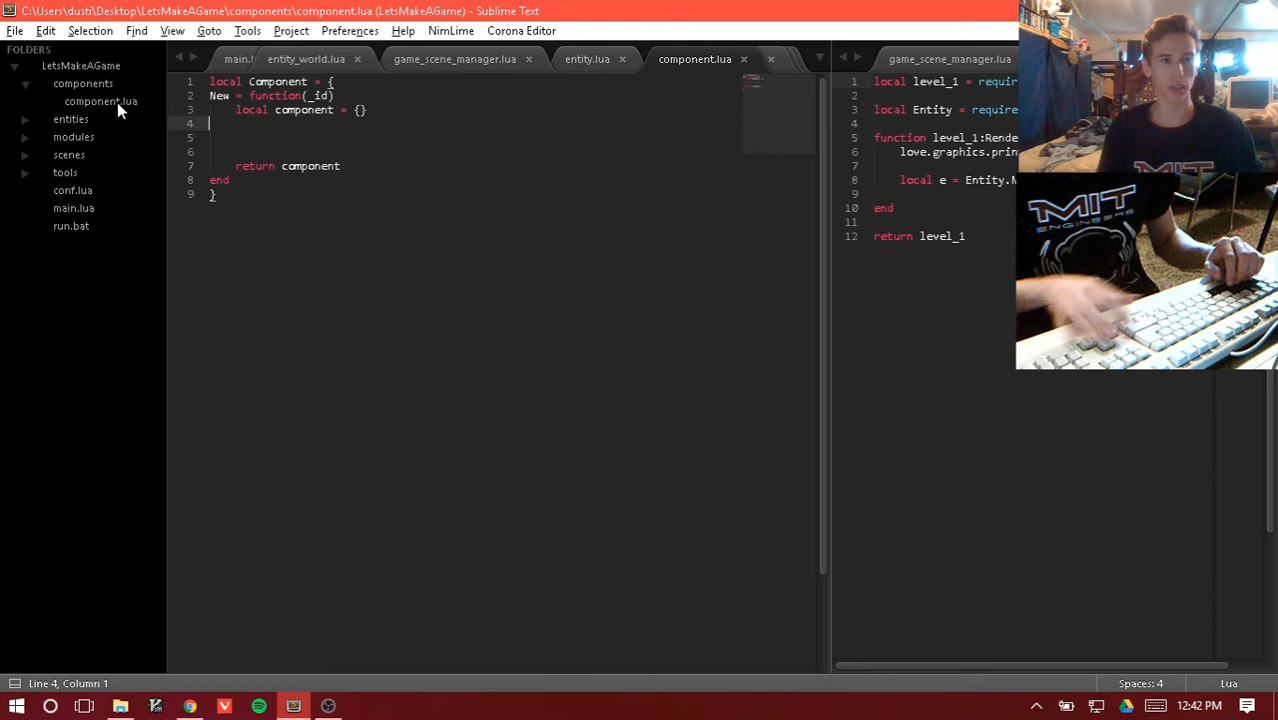 C:\Users\dusti\Desktop\LetsMakeAGame\components\component.lua (LetsMakeAGame) - Sublime Text
File Edit Selection Find View Goto Tools Project Preferences Help NimLime Corona Editor
FOLDERS
LetsMakeAGame
components
component.lua
entities
modules
scenes
tools
conf.lua
main.lua
run.bat
main.l entity_world.lua × game_scene_manager.lua × entity.lua × component.lua × ×
1 local Component = {
2 New = function(_id)
3 local component = {}
4
5
6
7 return component
8 end
9 }
game_scene_manager.lua
1 local level_1 = requir
2
3 local Entity = require
4
5 function level_1:Rende
6 love.graphics.prin
7
8 local e = Entity.N
9
10 end
11
12 return level_1
MIT
MIT
ENGINEERS
Line 4, Column 1
Spaces: 4
Lua
12:42 PM